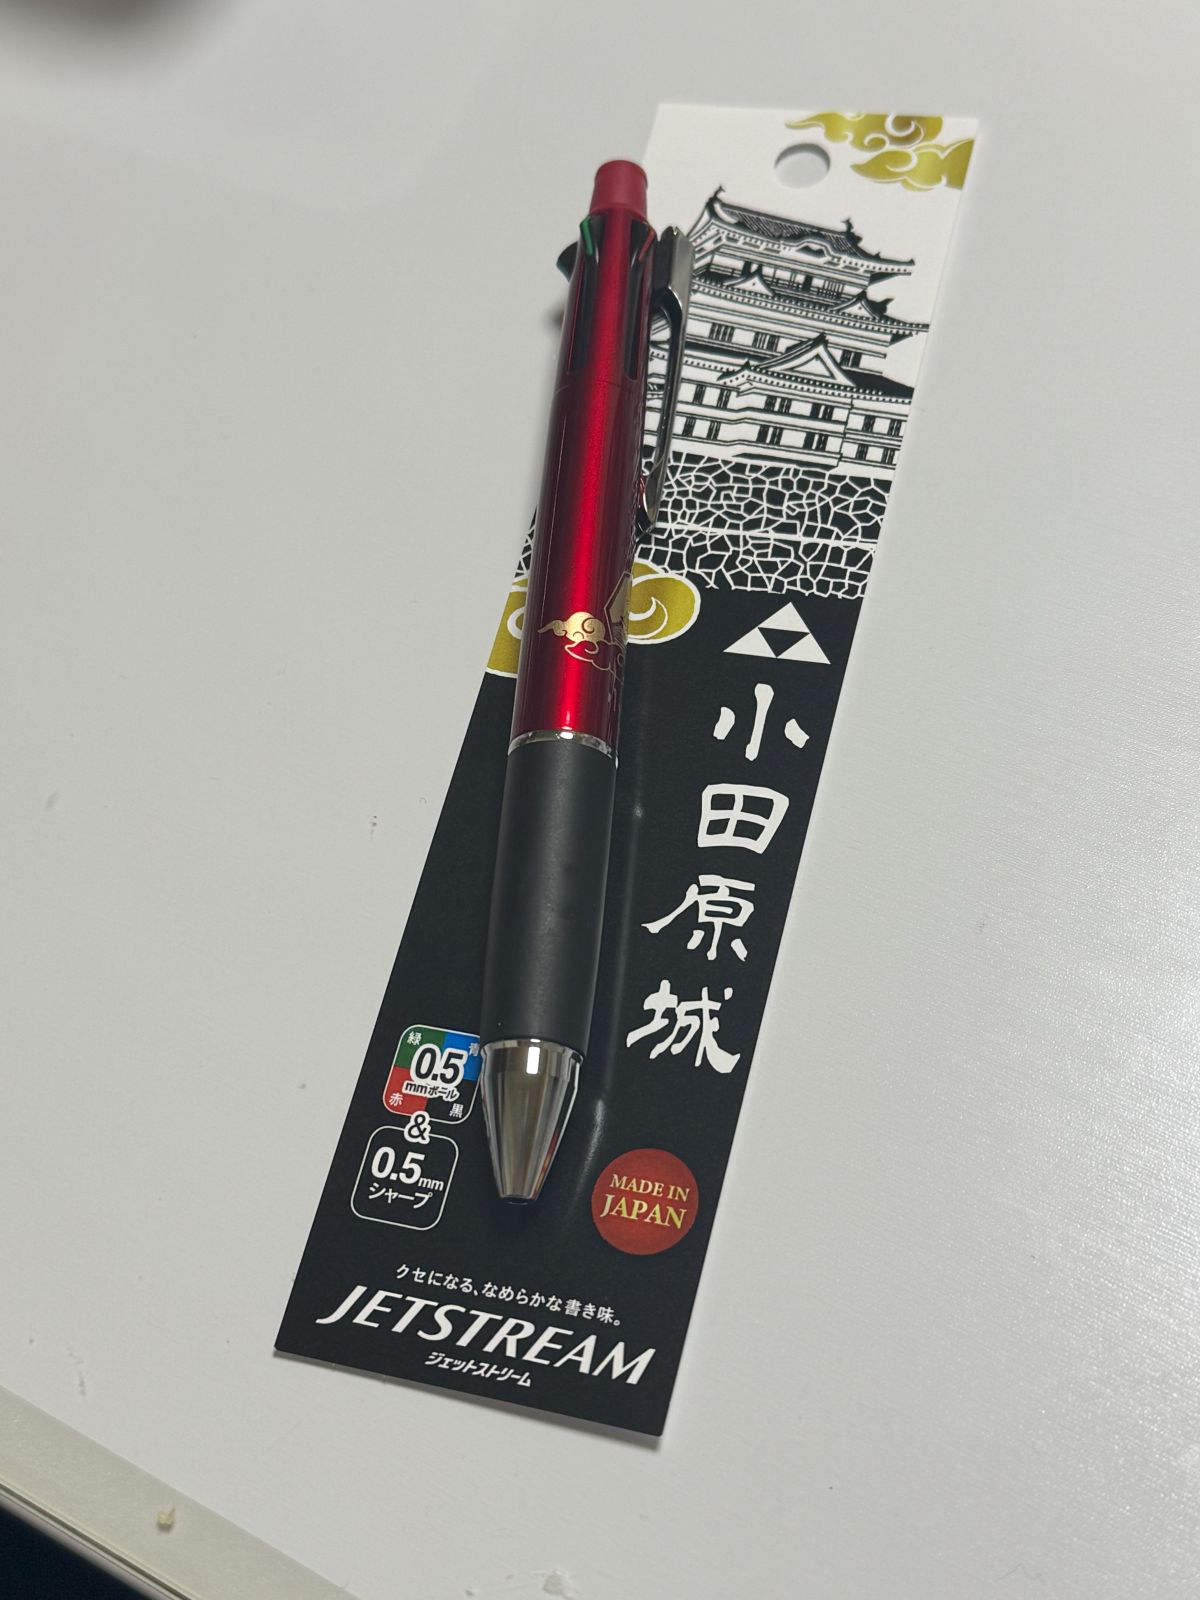 小田原城
緑
青
0.5
mmボール
赤
黒
&
0.5mm
シャープ
MADE IN
JAPAN
クセになる、なめらかな書き味。
JETSTREAM
ジェットストリーム